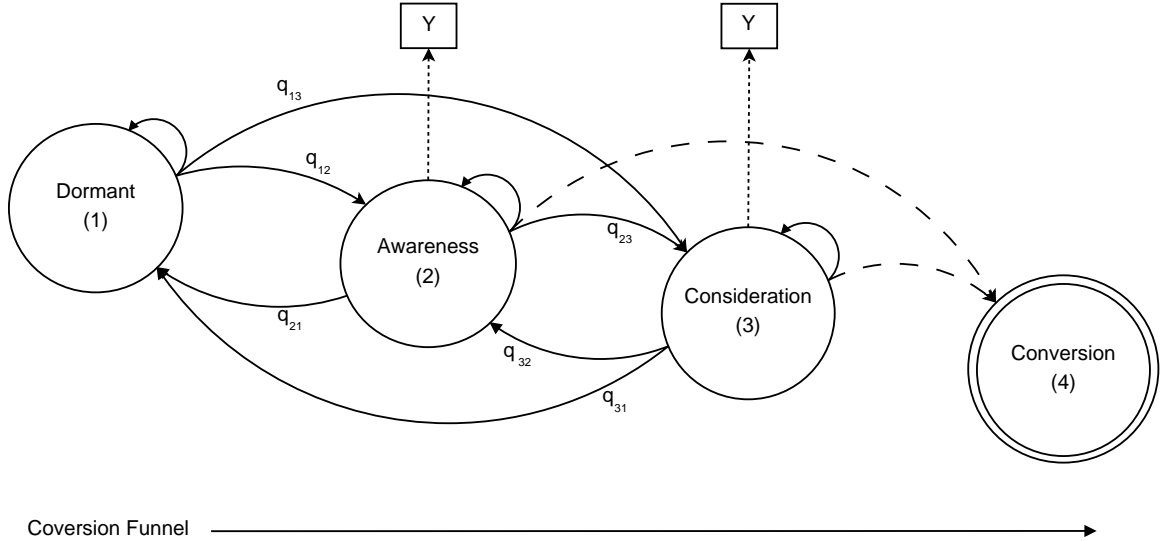 Y
Y
q13
q12
Dormant
(1)
q23
Awareness
(2)
q21
Consideration
(3)
q32
q31
Conversion
(4)
Coversion Funnel